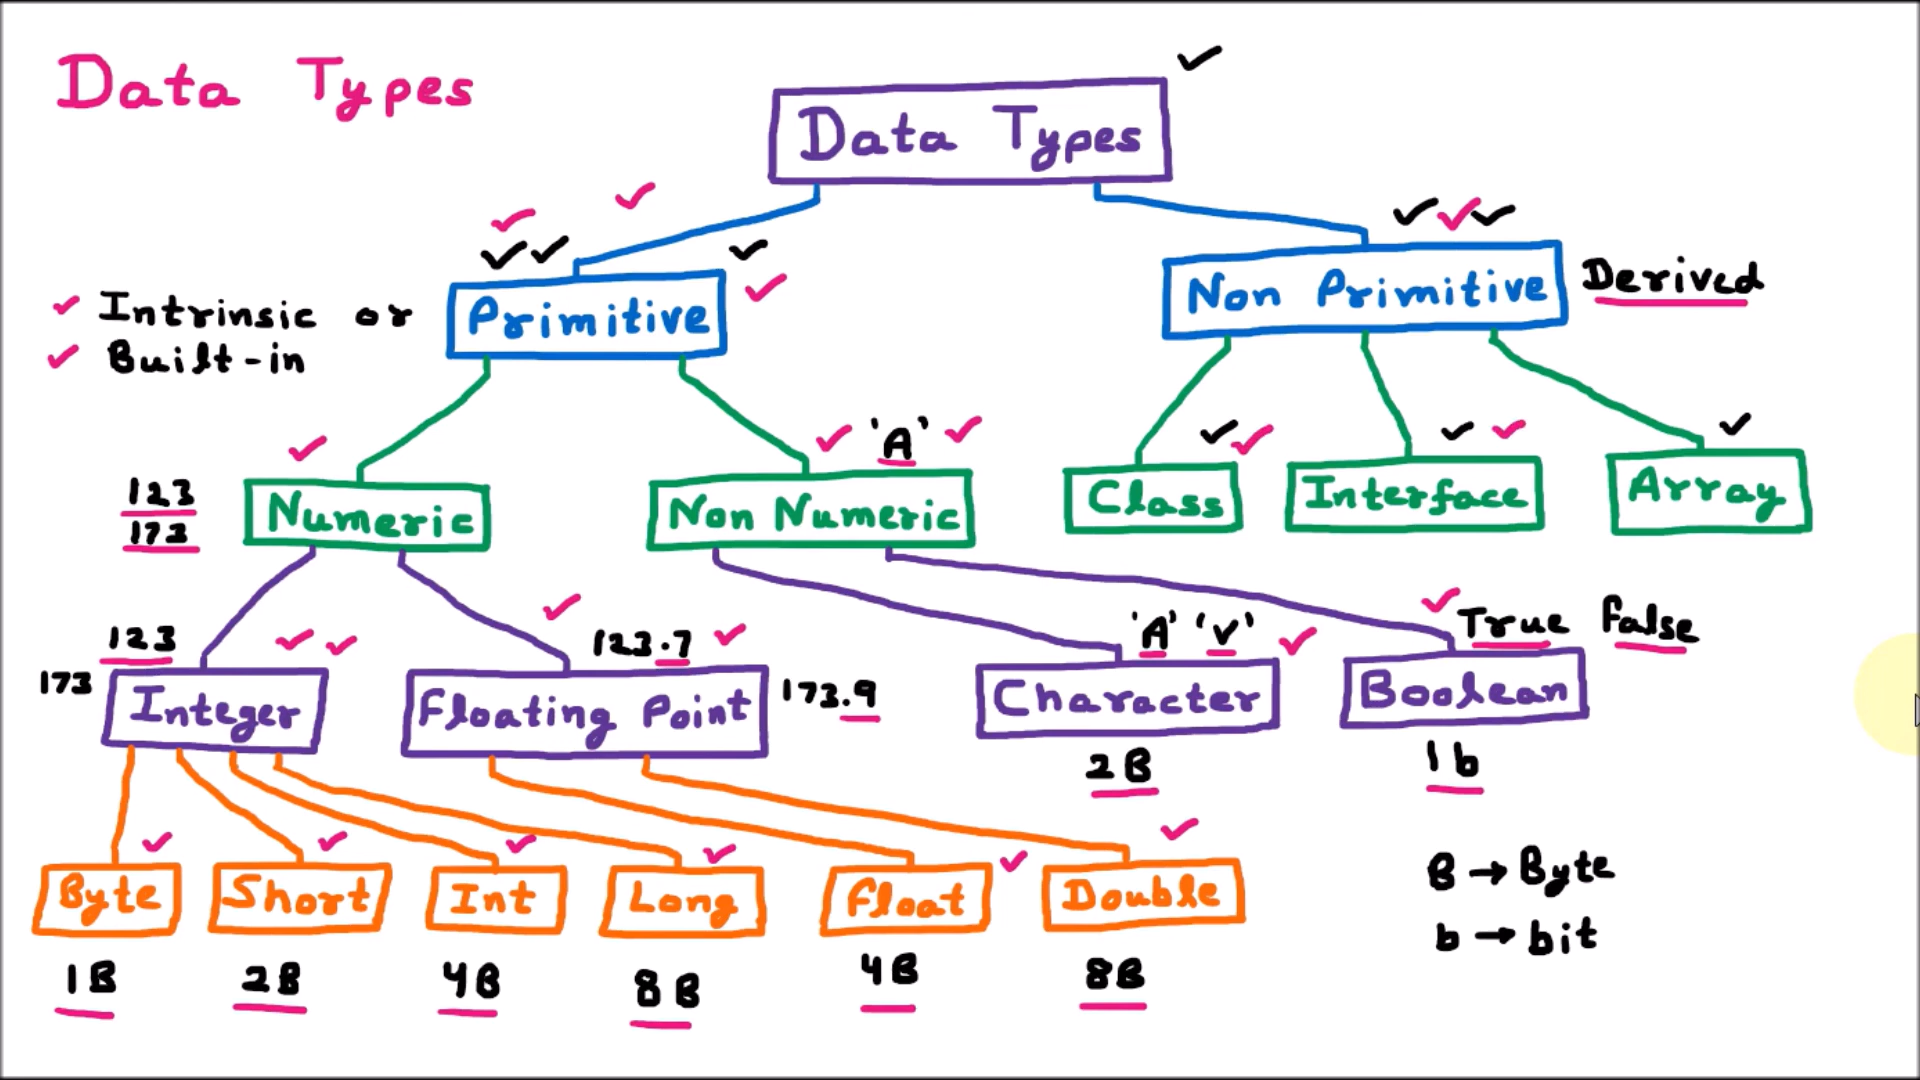 Data Types
Data Types
Intrinsic or
Built-in
Primitive
Non Primitive
Derived
123
173
Numeric
'A'
Non Numeric
Class
Interface
Array
123
173
Integer
123.7
Floating Point
173.9
'A' 'V'
Character
2B
True False
Boolean
1b
Byte
Short
Int
Long
Float
Double
1B
2B
4B
8B
4B
8B
B → Byte
b → bit